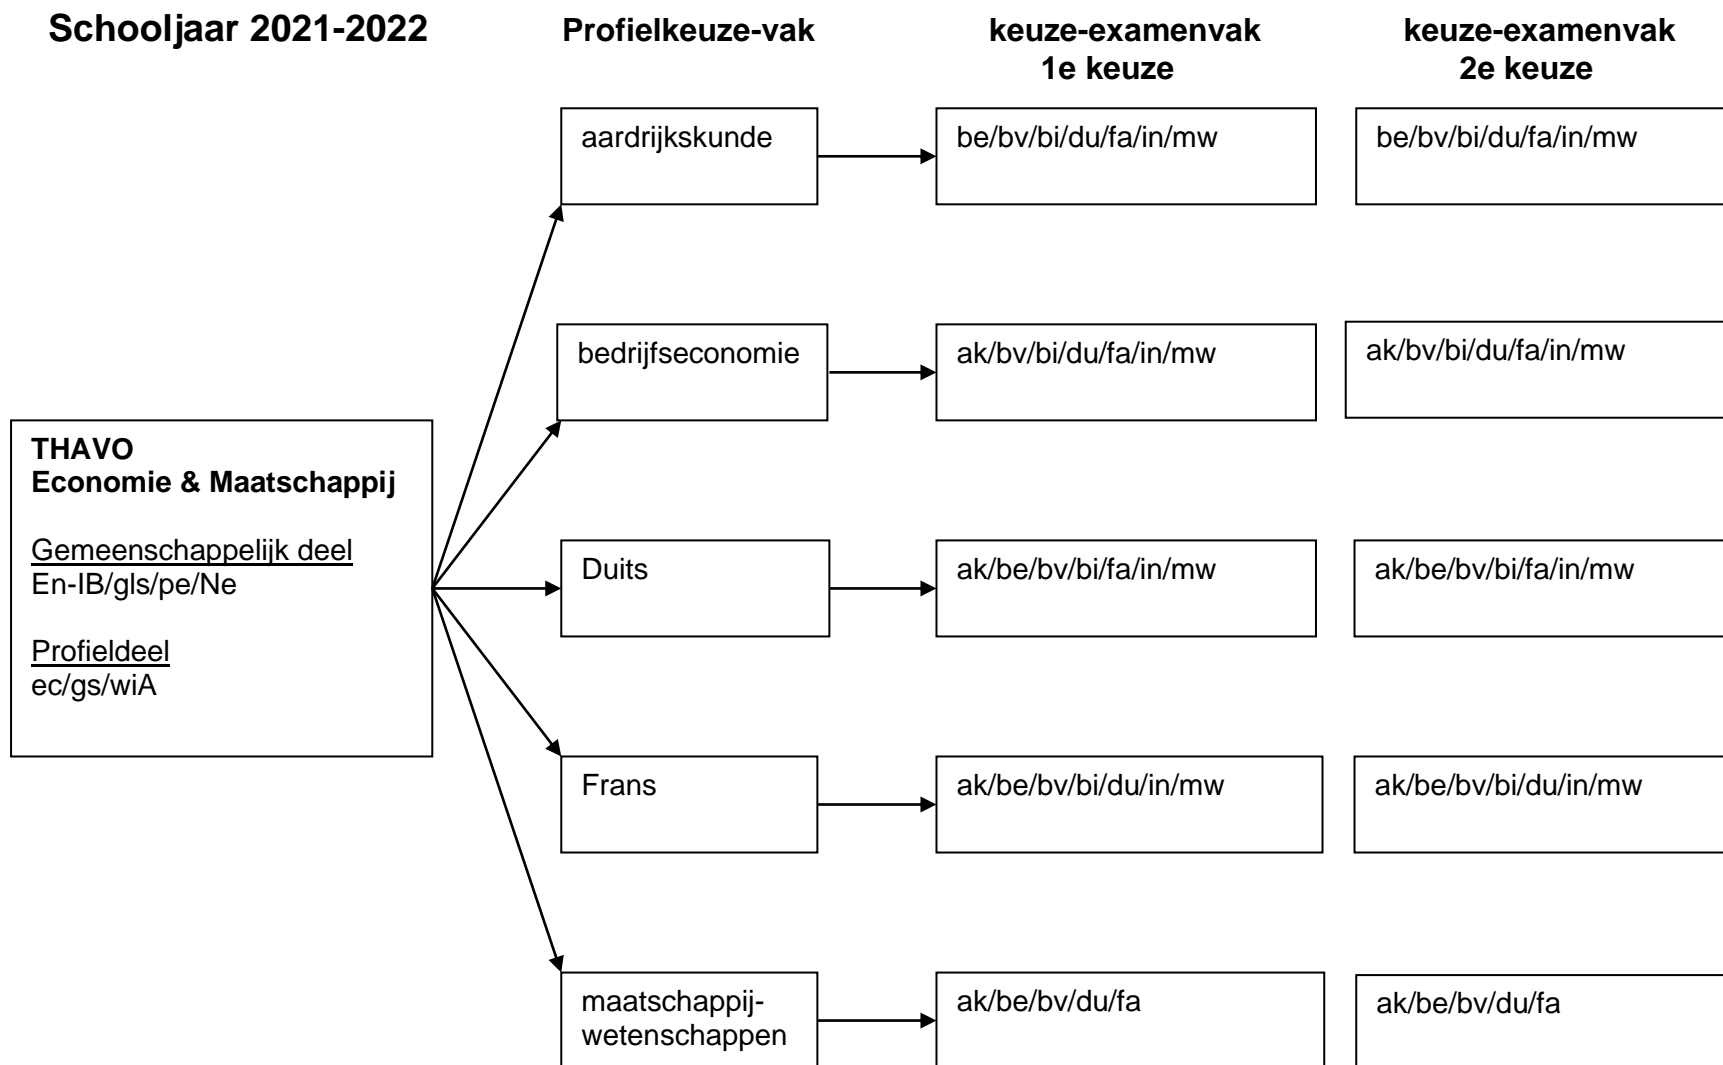 Schooljaar 2021-2022
Profielkeuze-vak
keuze-examenvak
1e keuze
keuze-examenvak
2e keuze
aardrijkskunde
be/bv/bi/du/fa/in/mw
be/bv/bi/du/fa/in/mw
bedrijfseconomie
ak/bv/bi/du/fa/in/mw
ak/bv/bi/du/fa/in/mw
THAVO
Economie & Maatschappij
Gemeenschappelijk deel
En-IB/gls/pe/Ne
Profieldeel
ec/gs/wiA
Duits
ak/be/bv/bi/fa/in/mw
ak/be/bv/bi/fa/in/mw
Frans
ak/be/bv/bi/du/in/mw
ak/be/bv/bi/du/in/mw
maatschappij-
wetenschappen
ak/be/bv/du/fa
ak/be/bv/du/fa